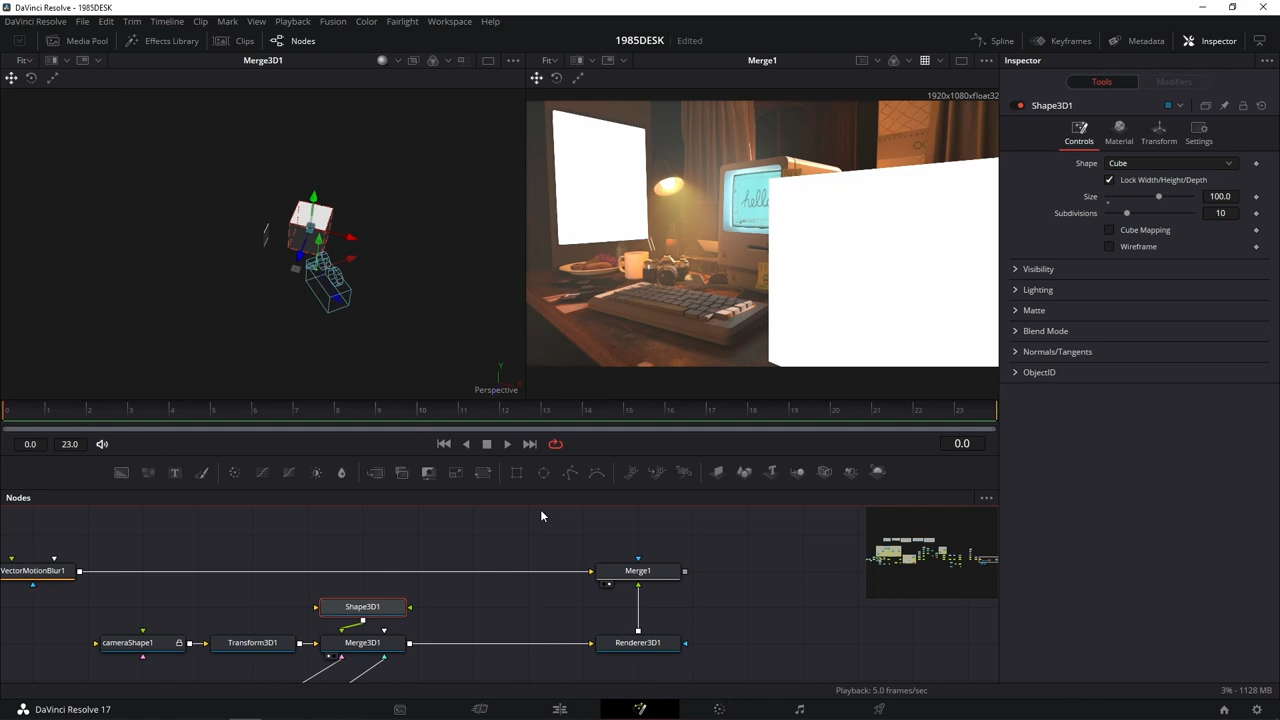 DaVinci Resolve - 1985DESK
DaVinci Resolve File Edit Trim Timeline Clip Mark View Playback Fusion Color Fairlight Workspace Help
Media Pool Effects Library Clips Nodes 1985DESK Edited Spline Keyframes Metadata Inspector
Fit Merge3D1 Fit Merge1 Inspector
1920x1080xfloat32
Tools Modifiers
Shape3D1
Controls Material Transform Settings
Shape Cube
Lock Width/Height/Depth
Size 100.0
Subdivisions 10
Cube Mapping
Wireframe
Visibility
Lighting
Matte
Blend Mode
Normals/Tangents
ObjectID
hello
Y
Perspective
0 1 2 3 4 5 6 7 8 9 10 11 12 13 14 15 16 17 18 19 20 21 22 23
0.0 23.0 0.0
Nodes
VectorMotionBlur1 Merge1
Shape3D1
cameraShape1 Transform3D1 Merge3D1 Renderer3D1
Playback: 5.0 frames/sec 3% - 1128 MB
DaVinci Resolve 17